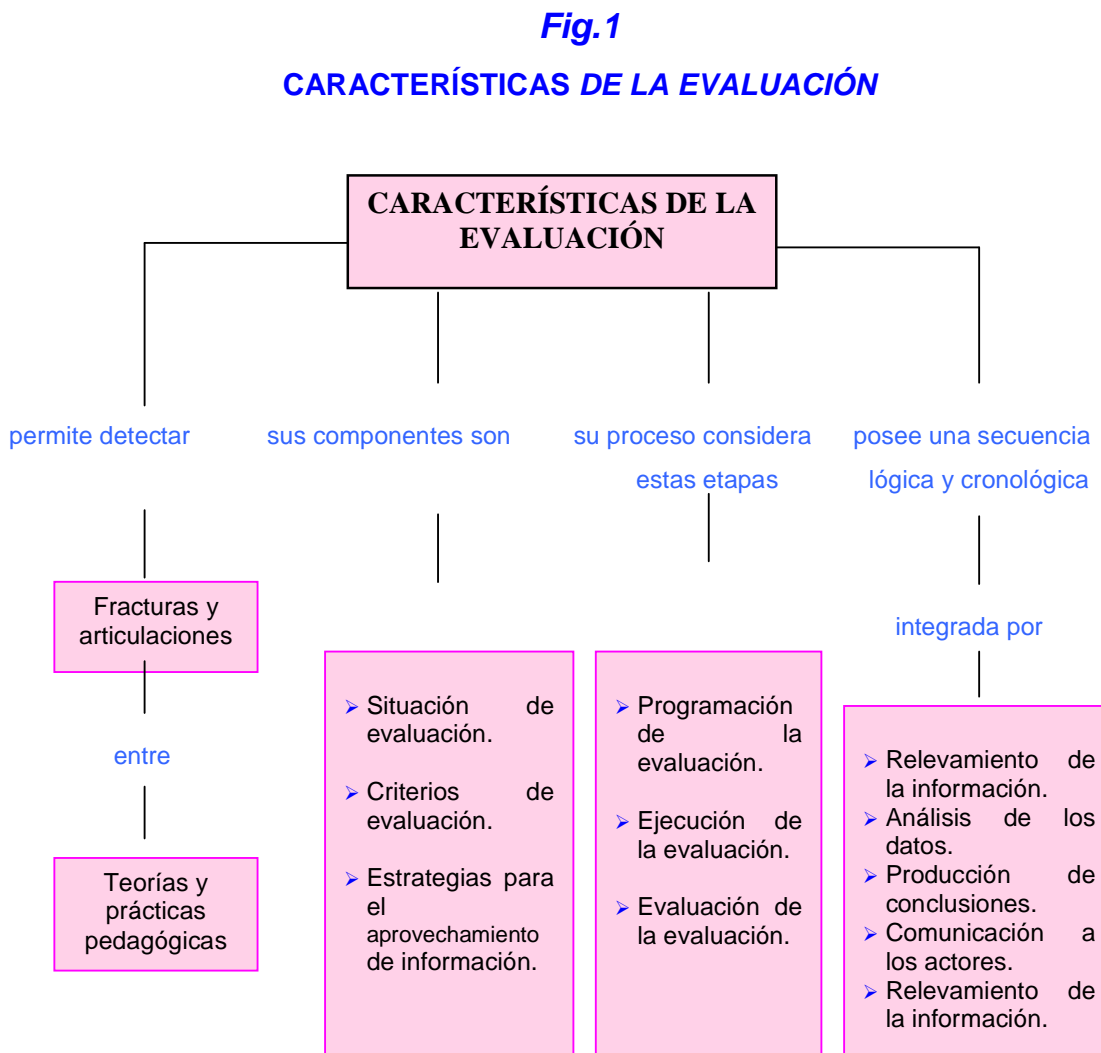 Fig.1
CARACTERÍSTICAS DE LA EVALUACIÓN
CARACTERÍSTICAS DE LA
EVALUACIÓN
permite detectar
sus componentes son
su proceso considera
estas etapas
posee una secuencia
lógica y cronológica
Fracturas y
articulaciones
entre
Teorías y
prácticas
pedagógicas
➢ Situación de
evaluación.
➢ Criterios de
evaluación.
➢ Estrategias para
el
aprovechamiento
de información.
➢ Programación
de la
evaluación.
➢ Ejecución de
la evaluación.
➢ Evaluación de
la evaluación.
integrada por
➢ Relevamiento de
la información.
➢ Análisis de los
datos.
➢ Producción de
conclusiones.
➢ Comunicación a
los actores.
➢ Relevamiento de
la información.